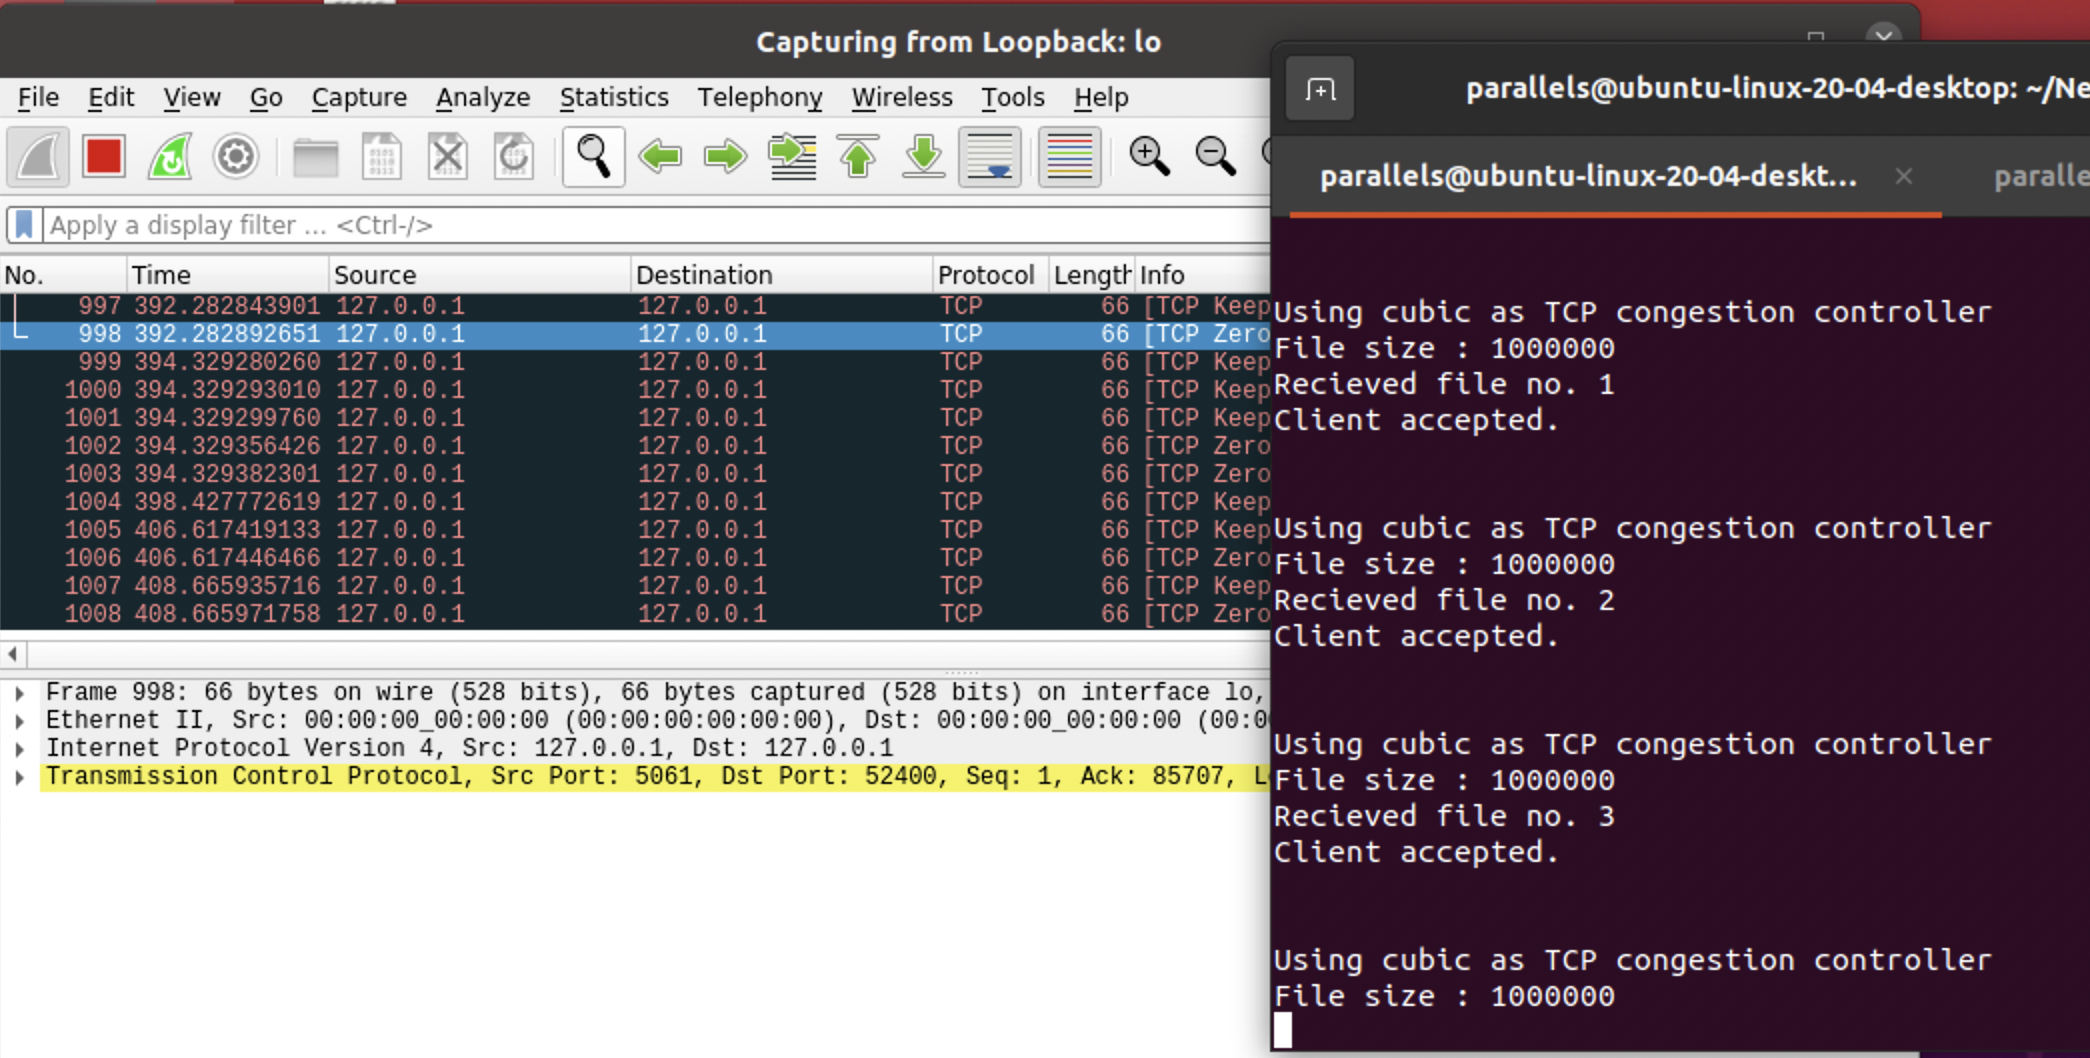 Capturing from Loopback: lo
File Edit View Go Capture Analyze Statistics Telephony Wireless Tools Help
Apply a display filter ... <Ctrl-/>
No. Time Source Destination Protocol Length Info
997 392.282843901 127.0.0.1 127.0.0.1 TCP 66 [TCP Keep
998 392.282892651 127.0.0.1 127.0.0.1 TCP 66 [TCP Zero
999 394.329280260 127.0.0.1 127.0.0.1 TCP 66 [TCP Keep
1000 394.329293010 127.0.0.1 127.0.0.1 TCP 66 [TCP Keep
1001 394.329299760 127.0.0.1 127.0.0.1 TCP 66 [TCP Keep
1002 394.329356426 127.0.0.1 127.0.0.1 TCP 66 [TCP Zero
1003 394.329382301 127.0.0.1 127.0.0.1 TCP 66 [TCP Zero
1004 398.427772619 127.0.0.1 127.0.0.1 TCP 66 [TCP Keep
1005 406.617419133 127.0.0.1 127.0.0.1 TCP 66 [TCP Keep
1006 406.617446466 127.0.0.1 127.0.0.1 TCP 66 [TCP Zero
1007 408.665935716 127.0.0.1 127.0.0.1 TCP 66 [TCP Keep
1008 408.665971758 127.0.0.1 127.0.0.1 TCP 66 [TCP Zero
Frame 998: 66 bytes on wire (528 bits), 66 bytes captured (528 bits) on interface lo,
Ethernet II, Src: 00:00:00_00:00:00 (00:00:00:00:00:00), Dst: 00:00:00_00:00:00 (00:0
Internet Protocol Version 4, Src: 127.0.0.1, Dst: 127.0.0.1
Transmission Control Protocol, Src Port: 5061, Dst Port: 52400, Seq: 1, Ack: 85707, L
parallels@ubuntu-linux-20-04-desktop: ~/Ne
parallels@ubuntu-linux-20-04-deskt... paralle
Using cubic as TCP congestion controller
File size : 1000000
Recieved file no. 1
Client accepted.
Using cubic as TCP congestion controller
File size : 1000000
Recieved file no. 2
Client accepted.
Using cubic as TCP congestion controller
File size : 1000000
Recieved file no. 3
Client accepted.
Using cubic as TCP congestion controller
File size : 1000000